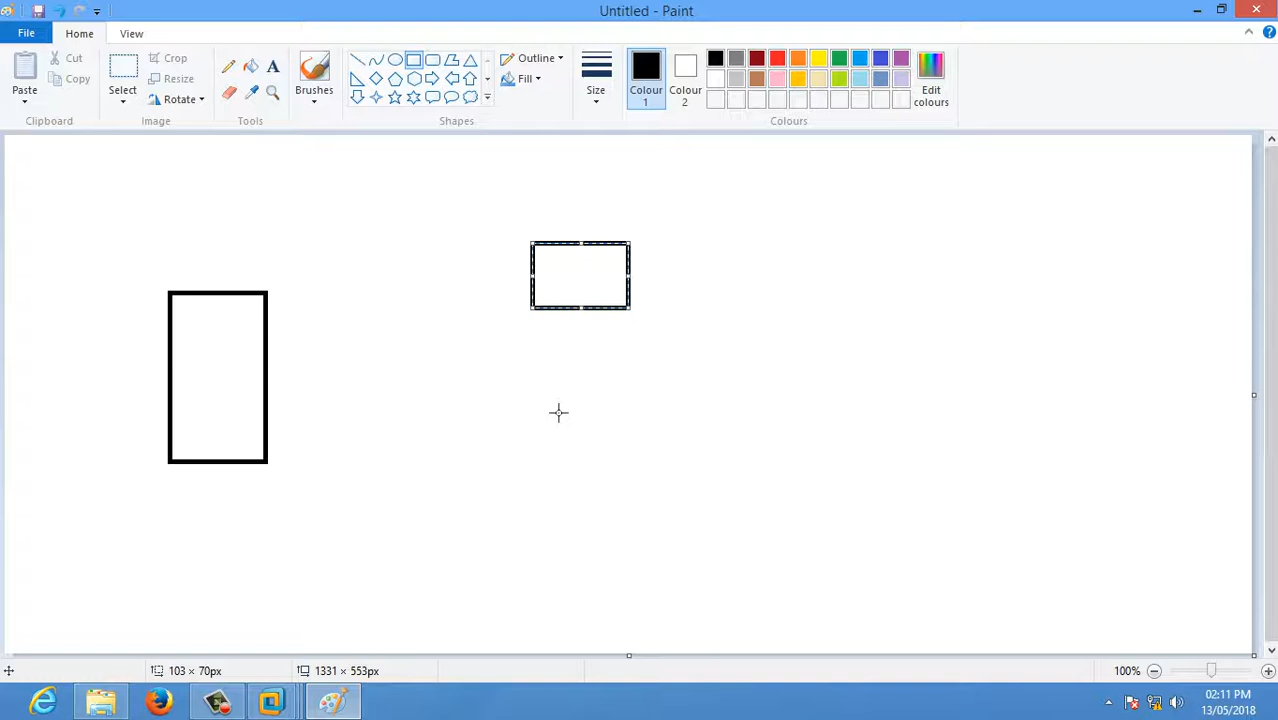 Untitled - Paint
File Home View
Paste
Cut
Copy
Clipboard
Select
Crop
Resize
Rotate
Image
A
Tools
Brushes
Outline
Fill
Shapes
Size
Colour 1
Colour 2
Edit colours
Colours
103 × 70px
1331 × 553px
100%
02:11 PM
13/05/2018